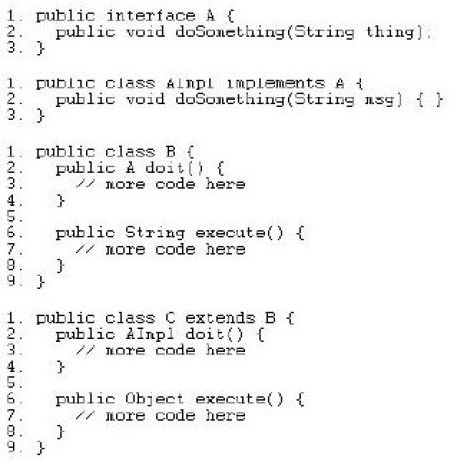 1. public interface A {
2.   public void doSomething(String thing);
3. }
1. public class AImpl implements A {
2.   public void doSomething(String msg) { }
3. }
1. public class B {
2.   public A doit() {
3.     // more code here
4.   }
5.
6.   public String execute() {
7.     // more code here
8.   }
9. }
1. public class C extends B {
2.   public AImpl doit() {
3.     // more code here
4.   }
5.
6.   public Object execute() {
7.     // more code here
8.   }
9. }